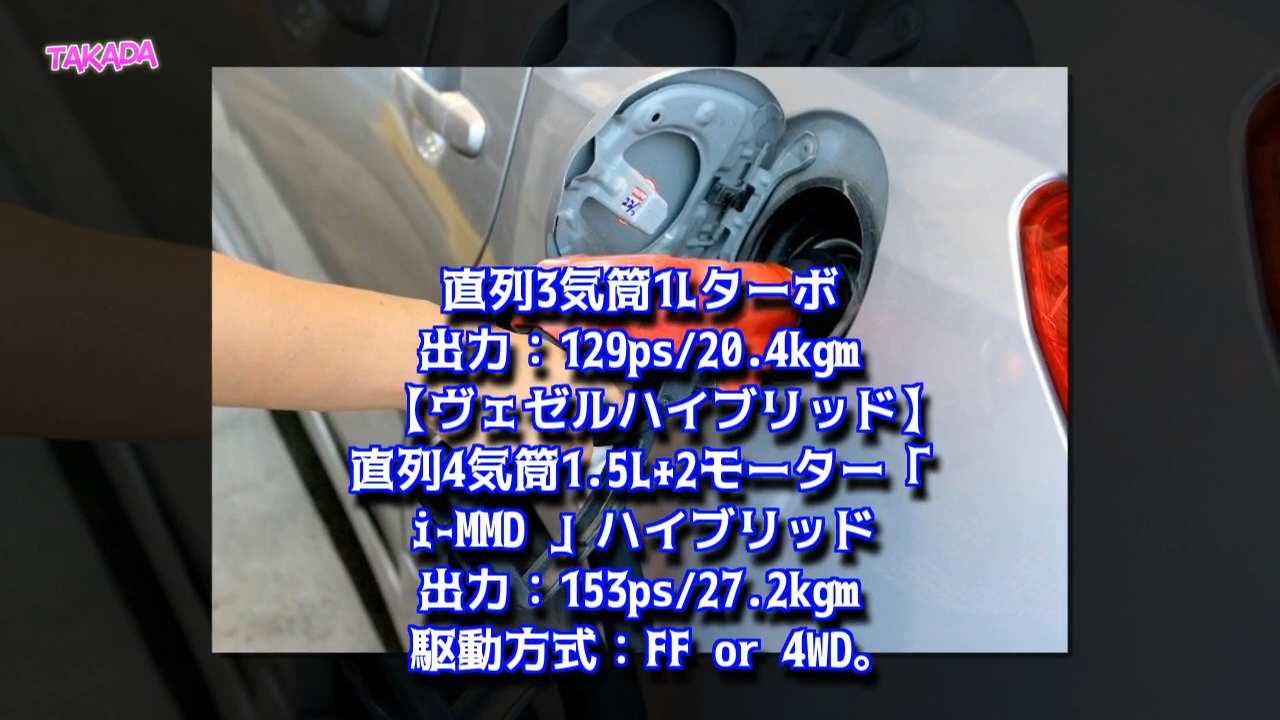 TAKADA
直列3気筒1Lターボ
出力：129ps/20.4kgm
【ヴェゼルハイブリッド】
直列4気筒1.5L+2モーター「
i-MMD 」ハイブリッド
出力：153ps/27.2kgm
駆動方式：FF or 4WD。